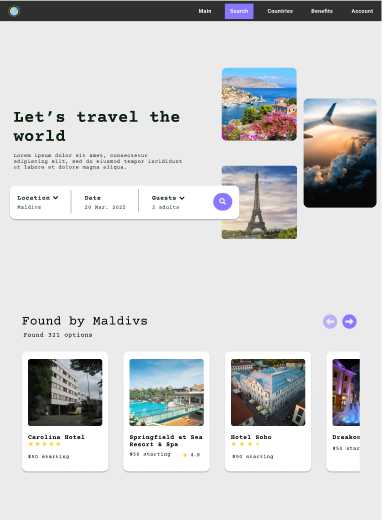 Main Search Countries Benefits Account
Let's travel the
world
Lorem ipsum dolor sit amet, consectetur
adipiscing elit, sed do eiusmod tempor incididunt
ut labore et dolore magna aliqua.
Location Date Guests
Maldivs 20 Mar. 2025 2 adults
Found by Maldivs
Found 321 options
Carolina Hotel
$50 starting
Springfield at Sea
Resort & Spa
$50 starting 4.8
Hotel Soho
$50 starting
Draakon
$50 star